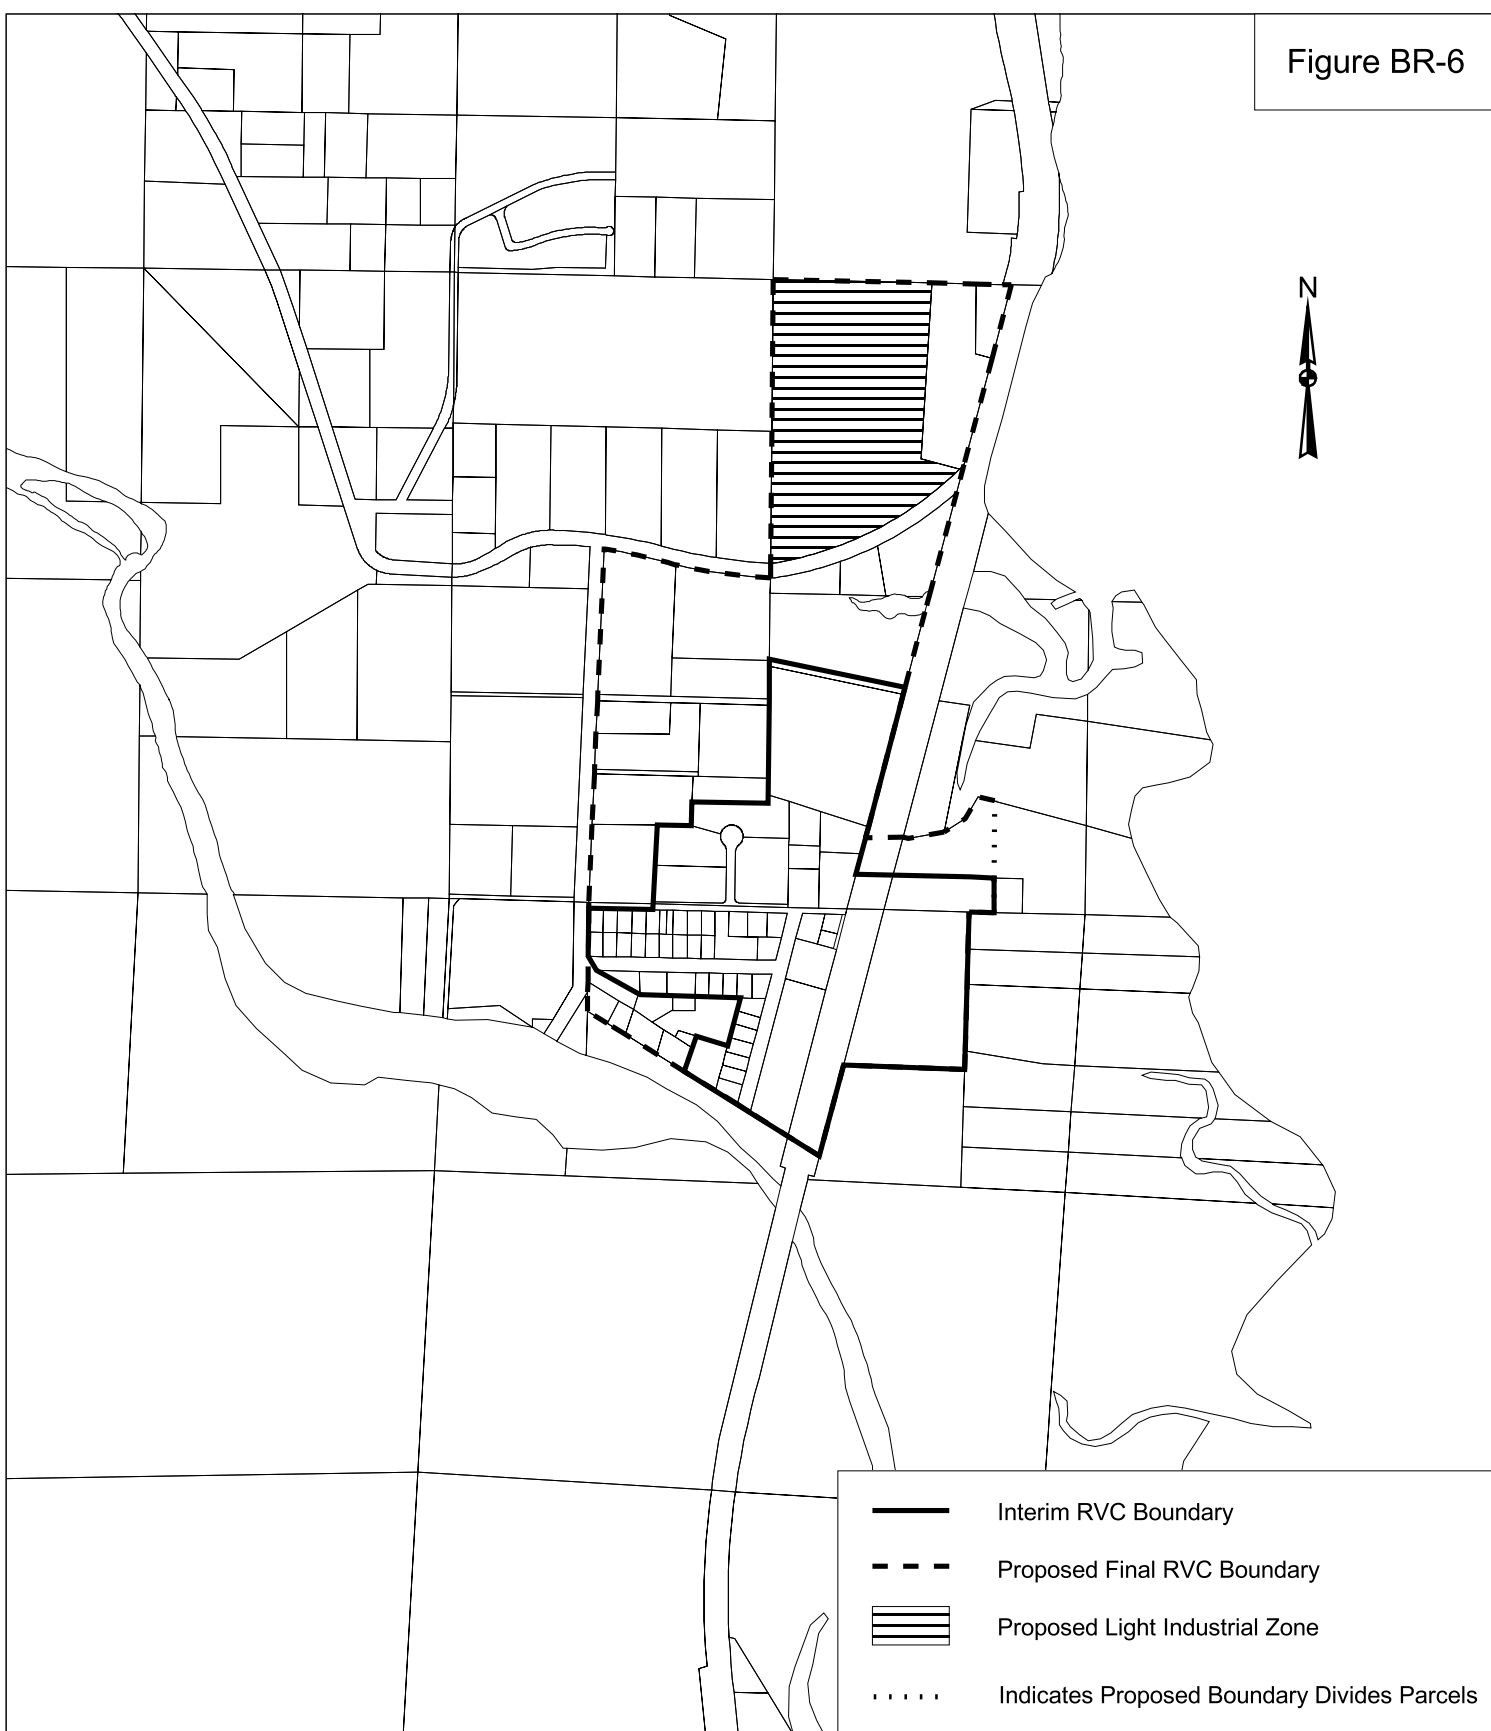 Figure BR-6
N
Interim RVC Boundary
Proposed Final RVC Boundary
Proposed Light Industrial Zone
Indicates Proposed Boundary Divides Parcels